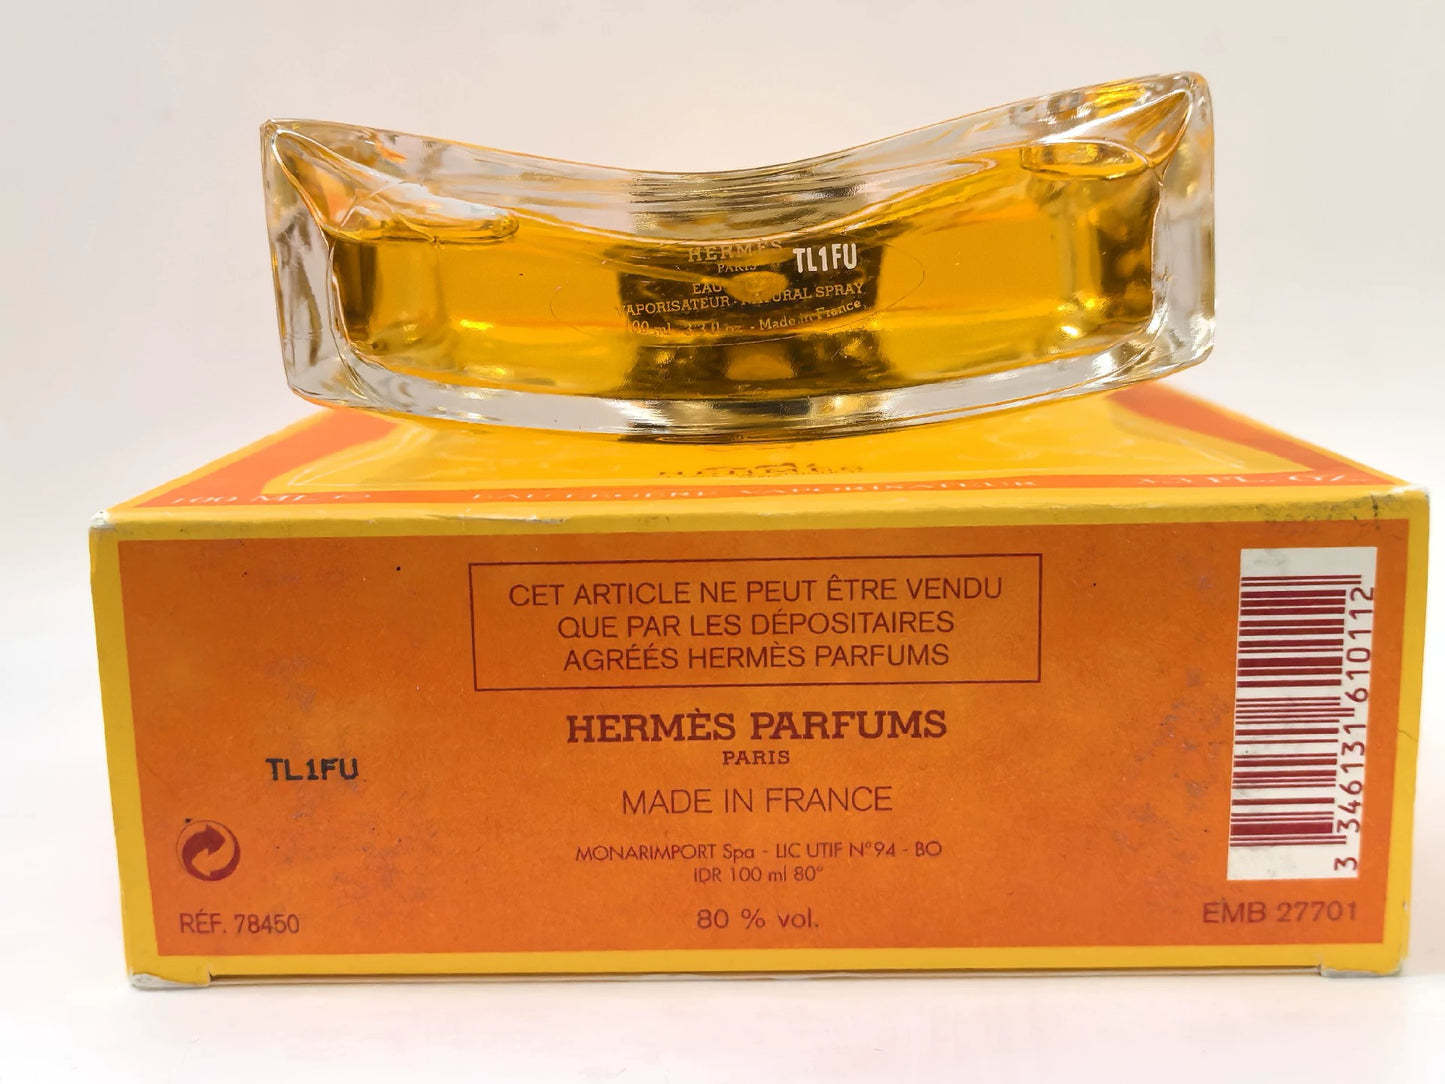 HERMÈS
PARIS
TL1FU
EAU
VAPORISATEUR - NATURAL SPRAY
3.3 fl oz - Made in France
100 ML
EAU LEGERE VAPORISATEUR
3.3 FL. OZ
CET ARTICLE NE PEUT ÊTRE VENDU
QUE PAR LES DÉPOSITAIRES
AGRÉÉS HERMÈS PARFUMS
HERMÈS PARFUMS
PARIS
MADE IN FRANCE
MONARIMPORT Spa - LIC UTIF N° 94 - BO
IDR 100 ml 80°
80 % vol.
TL1FU
RÉF. 78450
3 346131 610112
EMB 27701